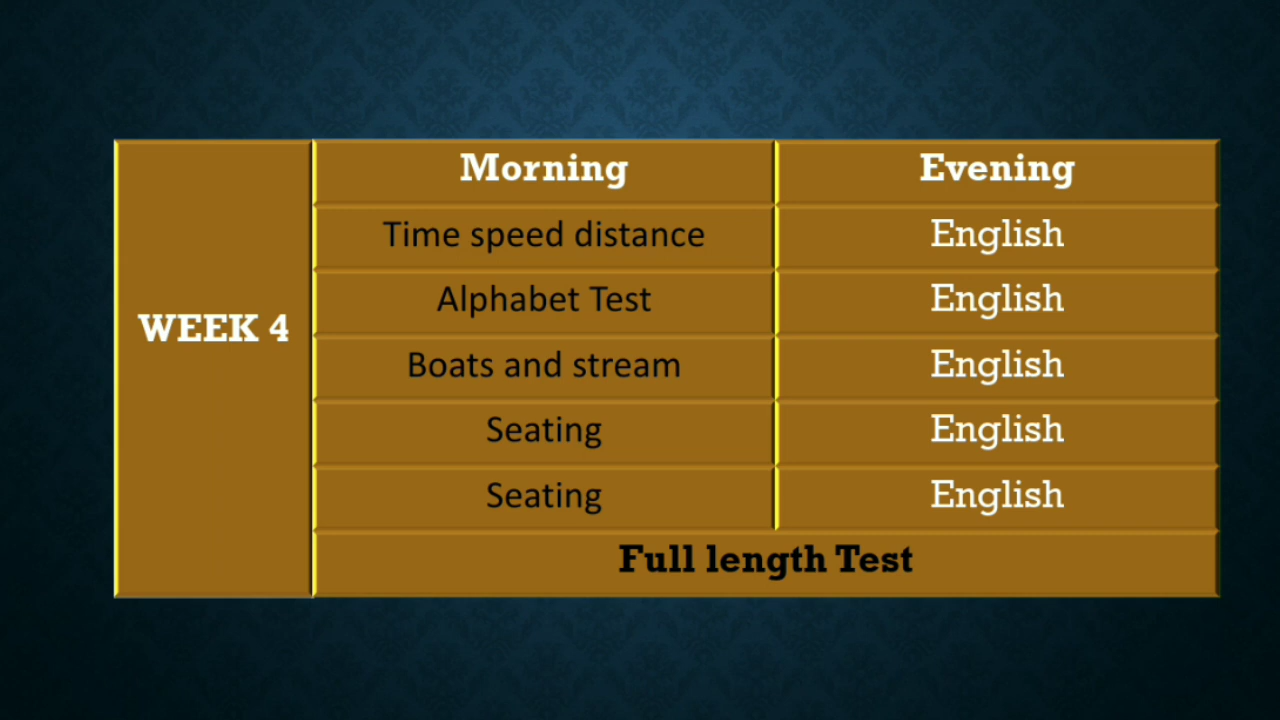 Morning Evening
Time speed distance English
Alphabet Test English
WEEK 4
Boats and stream English
Seating English
Seating English
Full length Test